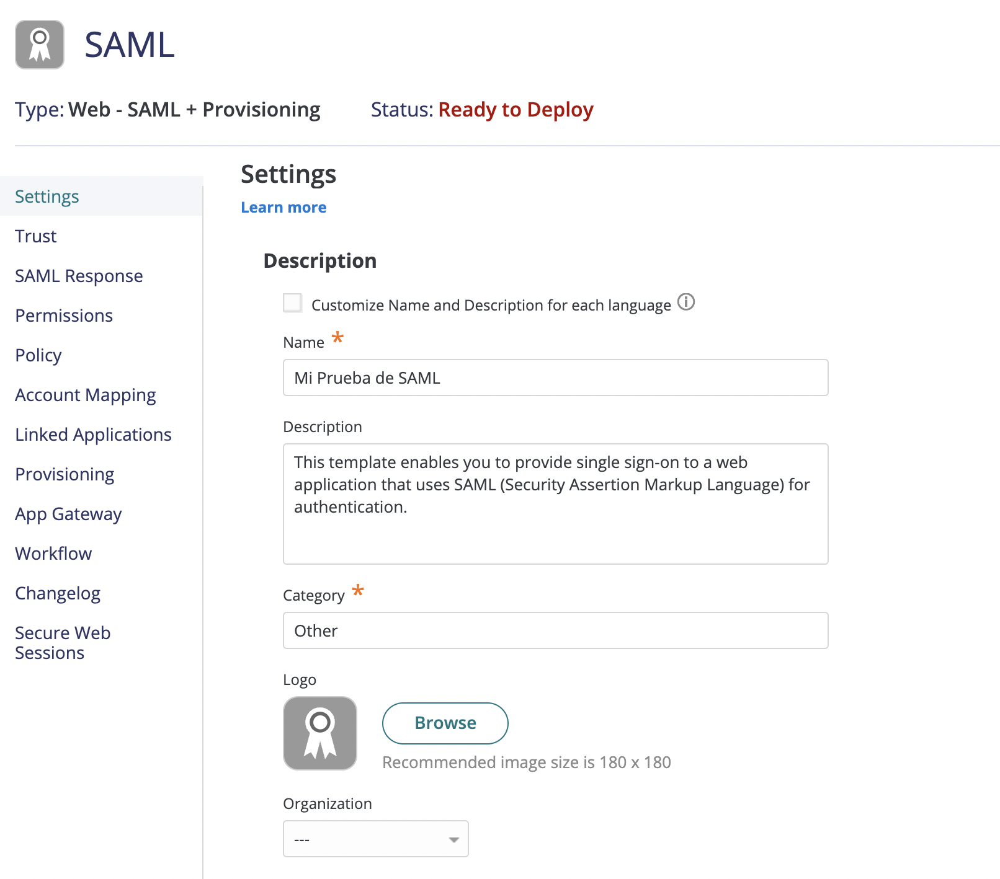 SAML
Type: Web - SAML + Provisioning Status: Ready to Deploy
Settings
Trust
SAML Response
Permissions
Policy
Account Mapping
Linked Applications
Provisioning
App Gateway
Workflow
Changelog
Secure Web
Sessions
Settings
Learn more
Description
Customize Name and Description for each language
Name *
Mi Prueba de SAML
Description
This template enables you to provide single sign-on to a web
application that uses SAML (Security Assertion Markup Language) for
authentication.
Category *
Other
Logo
Browse
Recommended image size is 180 x 180
Organization
---